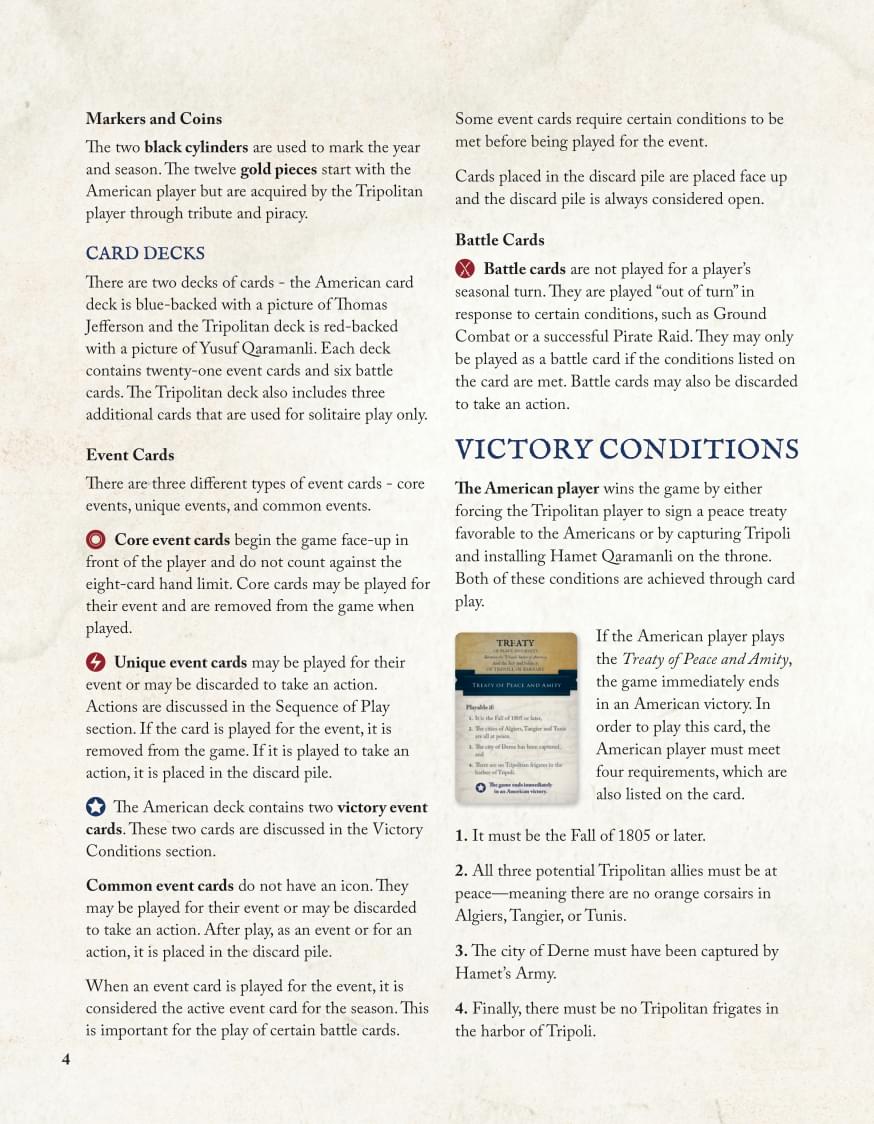 Markers and Coins
The two black cylinders are used to mark the year
and season. The twelve gold pieces start with the
American player but are acquired by the Tripolitan
player through tribute and piracy.
CARD DECKS
There are two decks of cards - the American card
deck is blue-backed with a picture of Thomas
Jefferson and the Tripolitan deck is red-backed
with a picture of Yusuf Qaramanli. Each deck
contains twenty-one event cards and six battle
cards. The Tripolitan deck also includes three
additional cards that are used for solitaire play only.
Event Cards
There are three different types of event cards - core
events, unique events, and common events.
Core event cards begin the game face-up in
front of the player and do not count against the
eight-card hand limit. Core cards may be played for
their event and are removed from the game when
played.
Unique event cards may be played for their
event or may be discarded to take an action.
Actions are discussed in the Sequence of Play
section. If the card is played for the event, it is
removed from the game. If it is played to take an
action, it is placed in the discard pile.
The American deck contains two victory event
cards. These two cards are discussed in the Victory
Conditions section.
Common event cards do not have an icon. They
may be played for their event or may be discarded
to take an action. After play, as an event or for an
action, it is placed in the discard pile.
When an event card is played for the event, it is
considered the active event card for the season. This
is important for the play of certain battle cards.
4
Some event cards require certain conditions to be
met before being played for the event.
Cards placed in the discard pile are placed face up
and the discard pile is always considered open.
Battle Cards
Battle cards are not played for a player's
seasonal turn. They are played “out of turn” in
response to certain conditions, such as Ground
Combat or a successful Pirate Raid. They may only
be played as a battle card if the conditions listed on
the card are met. Battle cards may also be discarded
to take an action.
VICTORY CONDITIONS
The American player wins the game by either
forcing the Tripolitan player to sign a peace treaty
favorable to the Americans or by capturing Tripoli
and installing Hamet Qaramanli on the throne.
Both of these conditions are achieved through card
play.
TREATY
OF PEACE AND AMITY
OF TRIPOLI IN BARBARY
TREATY OF PEACE AND AMITY
Playable if:
1. It is the Fall of 1805 or later,
2. The cities of Algiers, Tangier and Tunis
are all at peace,
3. The city of Derne has been captured,
and
4. There are no Tripolitan frigates in the
harbor of Tripoli.
The game ends immediately
in an American victory.
If the American player plays
the Treaty of Peace and Amity,
the game immediately ends
in an American victory. In
order to play this card, the
American player must meet
four requirements, which are
also listed on the card.
1. It must be the Fall of 1805 or later.
2. All three potential Tripolitan allies must be at
peace—meaning there are no orange corsairs in
Algiers, Tangier, or Tunis.
3. The city of Derne must have been captured by
Hamet's Army.
4. Finally, there must be no Tripolitan frigates in
the harbor of Tripoli.